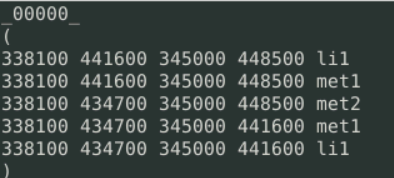 _00000_
(
338100 441600 345000 448500 li1
338100 441600 345000 448500 met1
338100 434700 345000 448500 met2
338100 434700 345000 441600 met1
338100 434700 345000 441600 li1
)